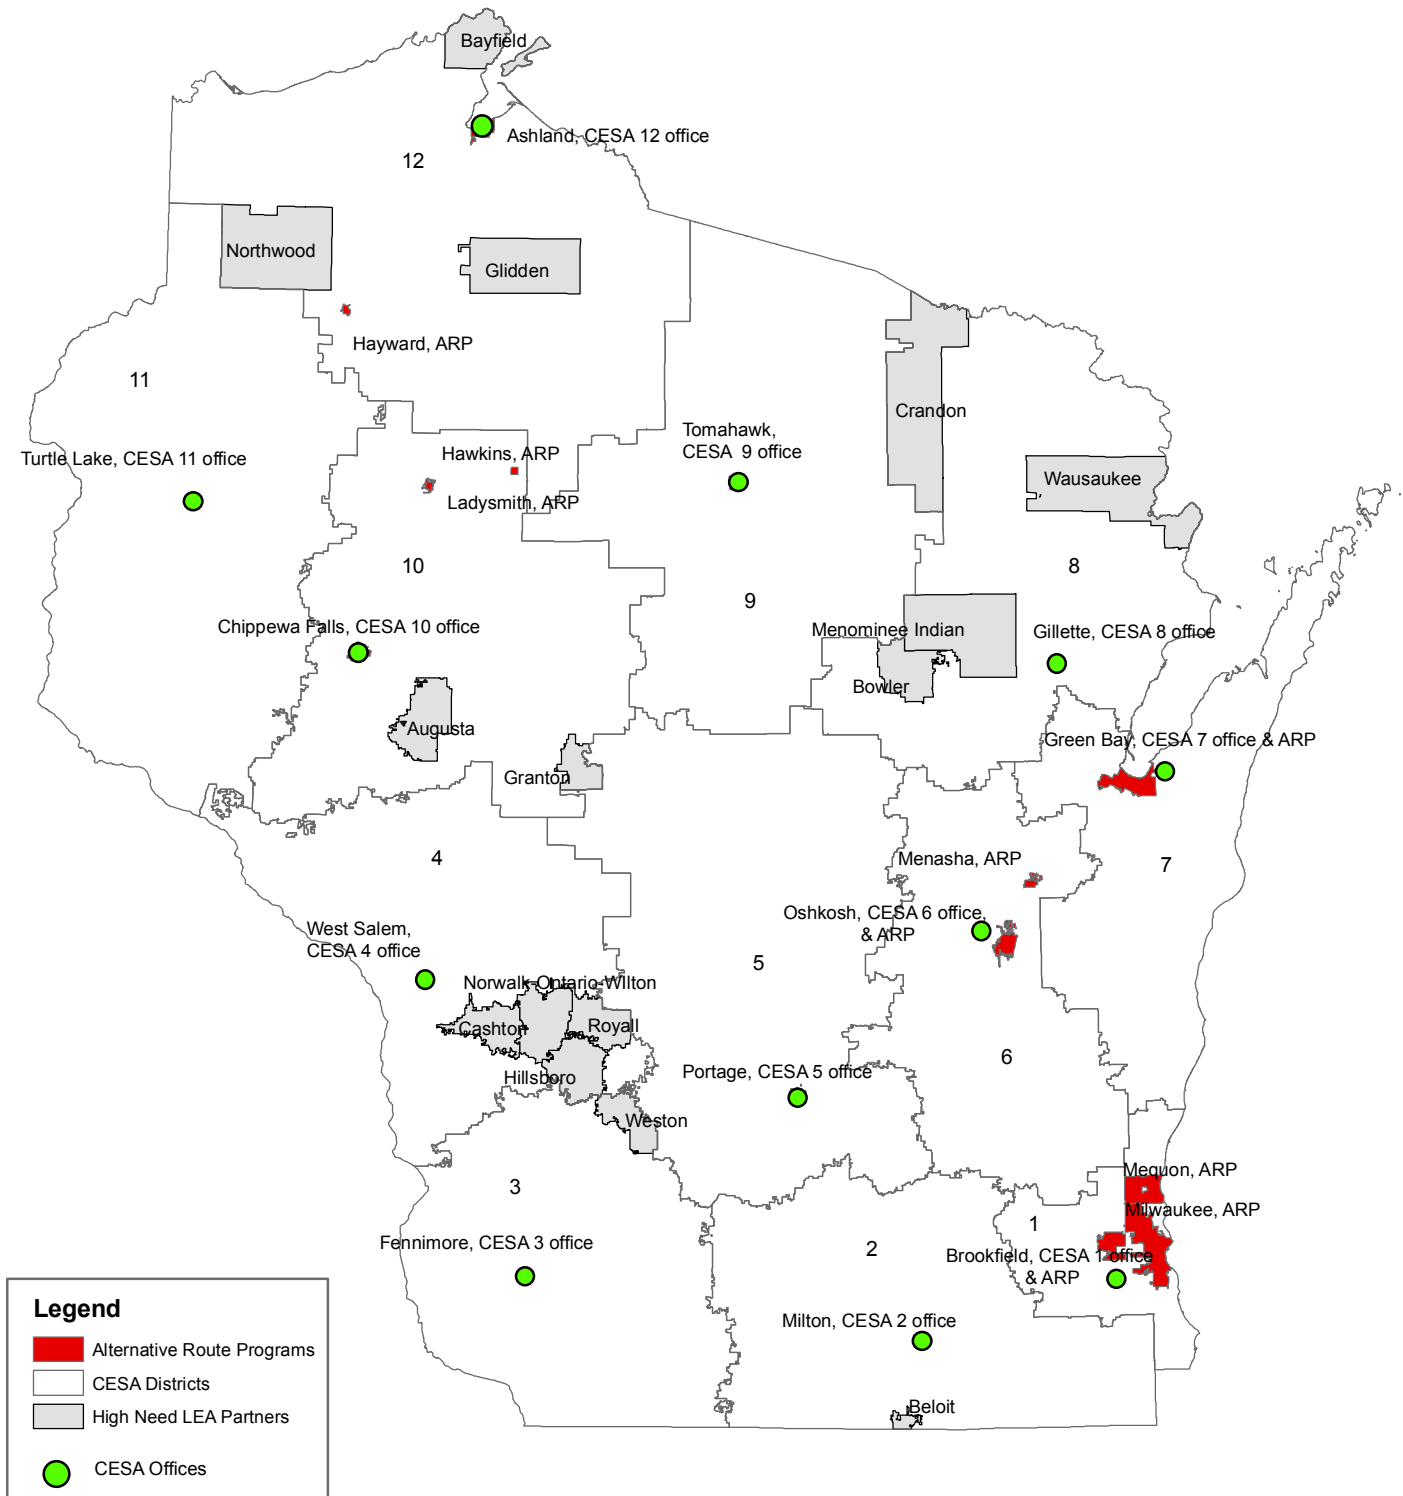 Bayfield
Ashland, CESA 12 office
12
Northwood
Glidden
Hayward, ARP
11
Crandon
Tomahawk,
CESA 9 office
Hawkins, ARP
Turtle Lake, CESA 11 office
Wausaukee
Ladysmith, ARP
10
8
9
Chippewa Falls, CESA 10 office
Menominee Indian
Gillette, CESA 8 office
Bowler
Augusta
Green Bay, CESA 7 office & ARP
Granton
4
Menasha, ARP
7
Oshkosh, CESA 6 office,
& ARP
West Salem,
CESA 4 office
5
Norwalk-Ontario-WIlton
Cashton
Royall
6
Hillsboro
Portage, CESA 5 office
Weston
Mequon, ARP
3
Milwaukee, ARP
1
Fennimore, CESA 3 office
2
Brookfield, CESA 1 office
& ARP
Milton, CESA 2 office
Beloit
Legend
Alternative Route Programs
CESA Districts
High Need LEA Partners
CESA Offices